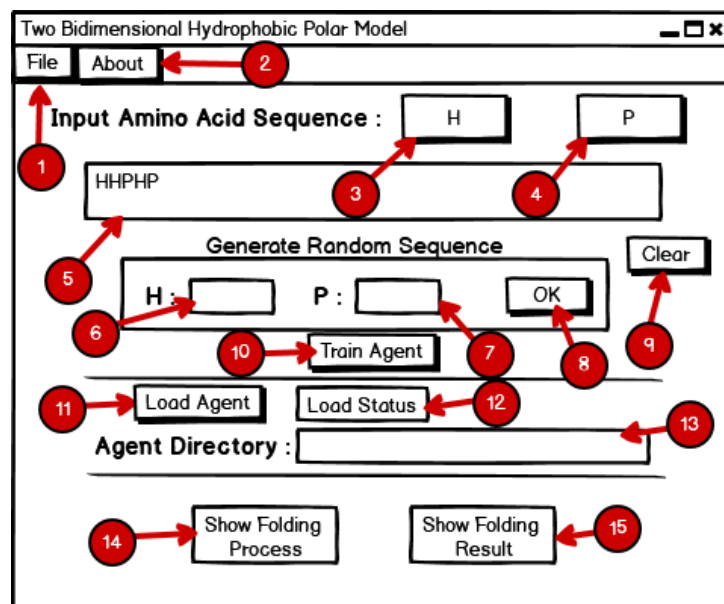 Two Bidimensional Hydrophobic Polar Model
File About 2
1
Input Amino Acid Sequence : H P
3 4
HHPHP
5
Generate Random Sequence
Clear
H : P : OK
6 7 8 9
10 Train Agent
11 Load Agent Load Status 12
Agent Directory : 13
14 Show Folding Process
Show Folding Result 15